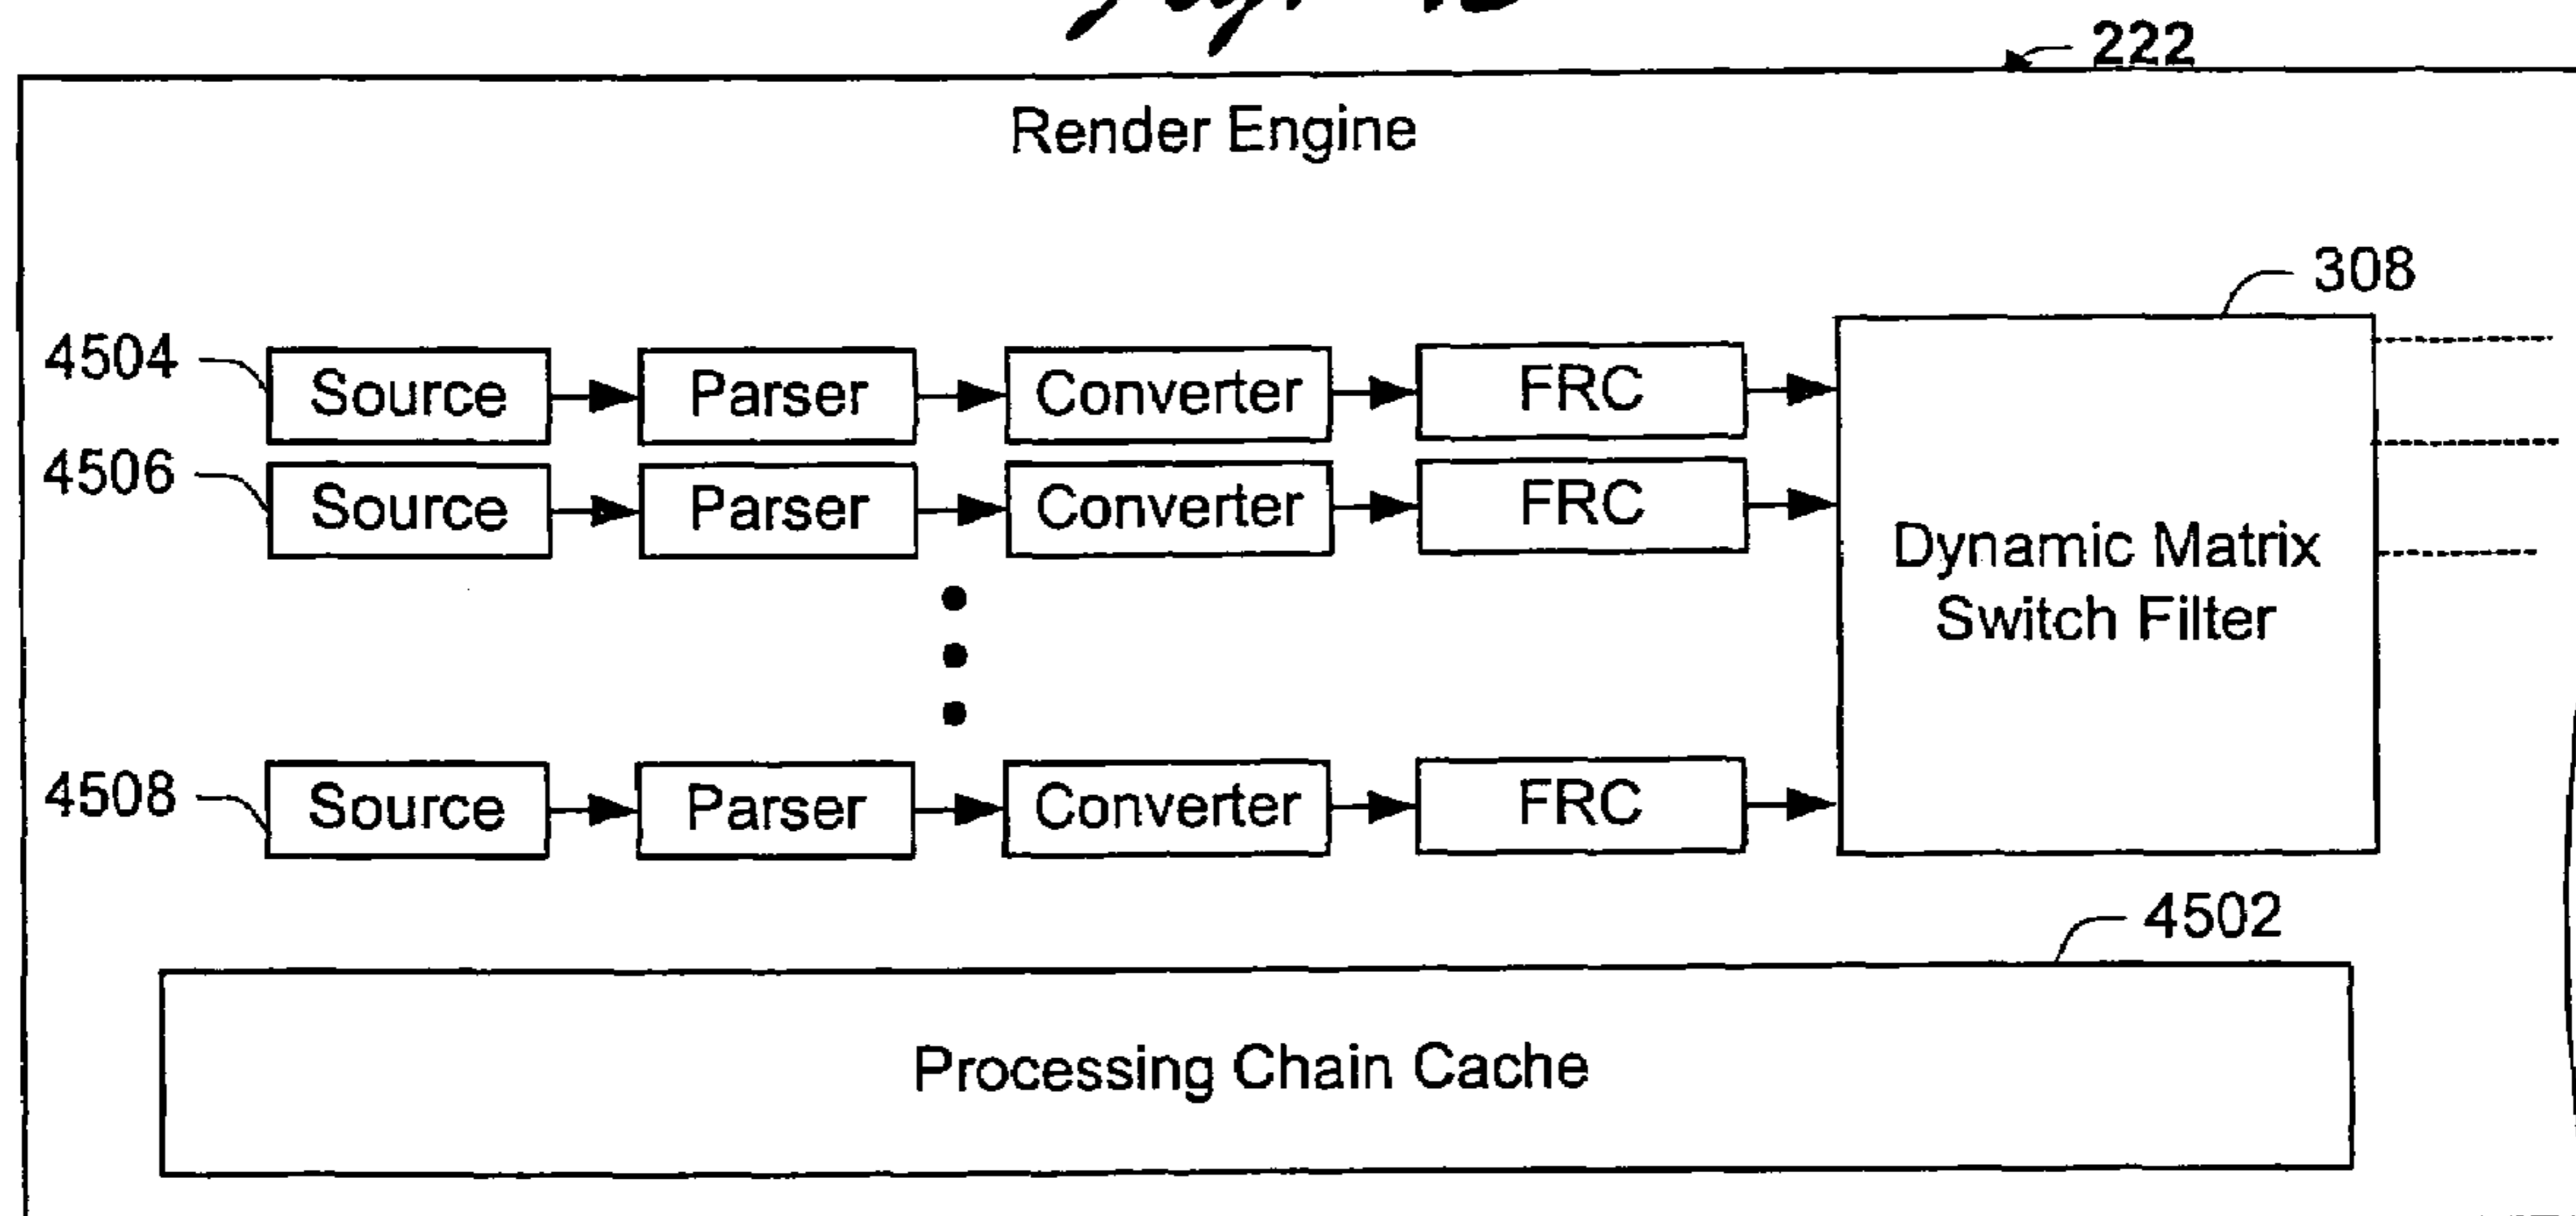 222
Render Engine
308
4504 Source Parser Converter FRC
4506 Source Parser Converter FRC
Dynamic Matrix
Switch Filter
4508 Source Parser Converter FRC
4502
Processing Chain Cache